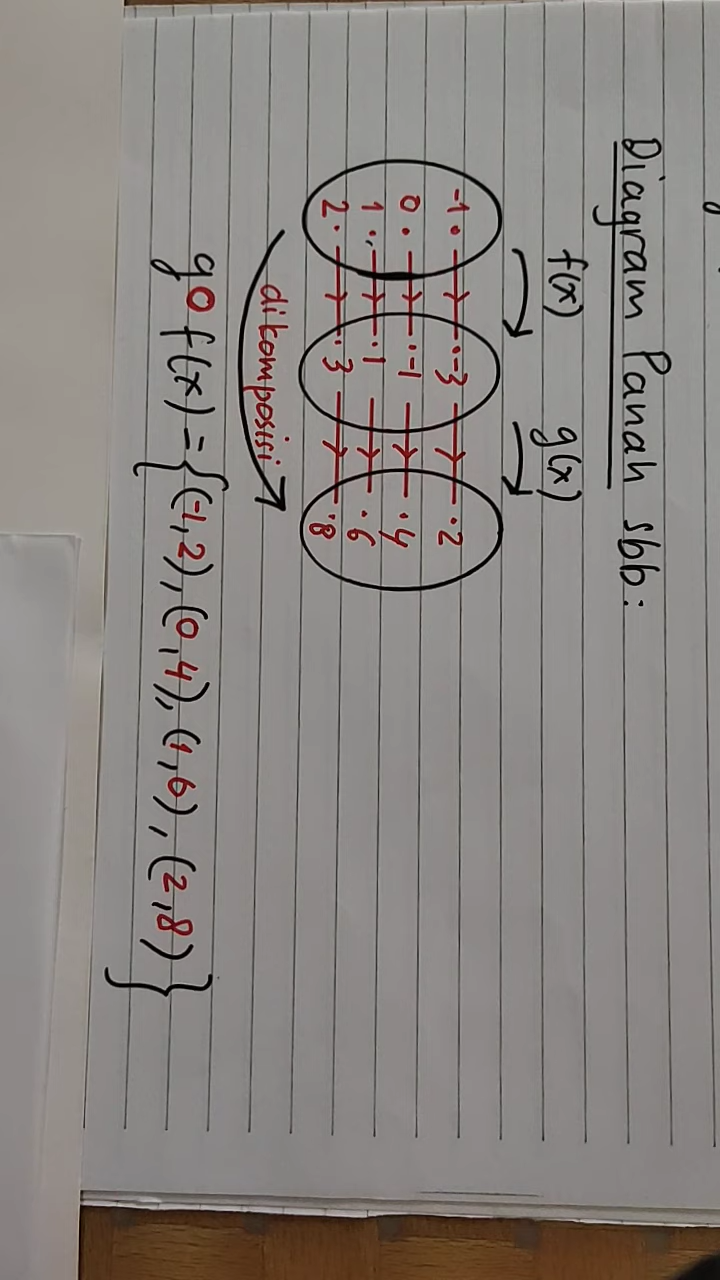 Diagram Panah sbb:
f(x) g(x)
-1 -3 2
0 -1 4
1 1 6
2 3 8
dikomposisi
g o f(x) = {(-1,2), (0,4), (1,6), (2,8)}